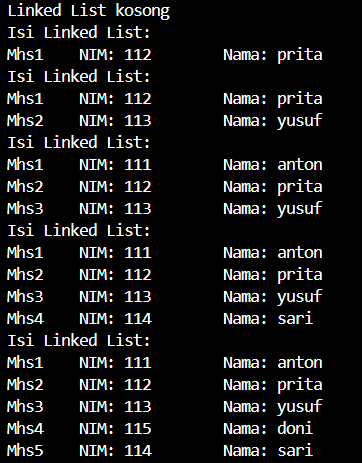 Linked List kosong
Isi Linked List:
Mhs1    NIM: 112        Nama: prita
Isi Linked List:
Mhs1    NIM: 112        Nama: prita
Mhs2    NIM: 113        Nama: yusuf
Isi Linked List:
Mhs1    NIM: 111        Nama: anton
Mhs2    NIM: 112        Nama: prita
Mhs3    NIM: 113        Nama: yusuf
Isi Linked List:
Mhs1    NIM: 111        Nama: anton
Mhs2    NIM: 112        Nama: prita
Mhs3    NIM: 113        Nama: yusuf
Mhs4    NIM: 114        Nama: sari
Isi Linked List:
Mhs1    NIM: 111        Nama: anton
Mhs2    NIM: 112        Nama: prita
Mhs3    NIM: 113        Nama: yusuf
Mhs4    NIM: 115        Nama: doni
Mhs5    NIM: 114        Nama: sari